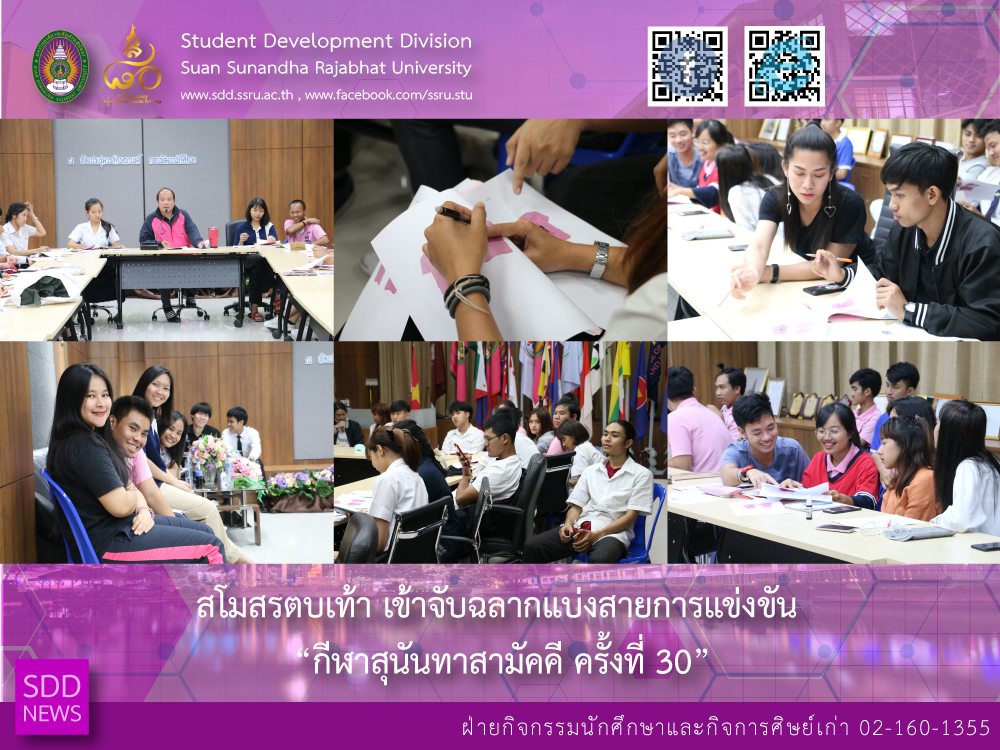 Student Development Division
Suan Sunandha Rajabhat University
www.sdd.ssru.ac.th , www.facebook.com/ssru.stu
สโมสรตบเท้า เข้าจับฉลากแบ่งสายการแข่งขัน
“กีฬาสุนันทาสามัคคี ครั้งที่ 30”
SDD
NEWS
ฝ่ายกิจกรรมนักศึกษาและกิจการศิษย์เก่า 02-160-1355